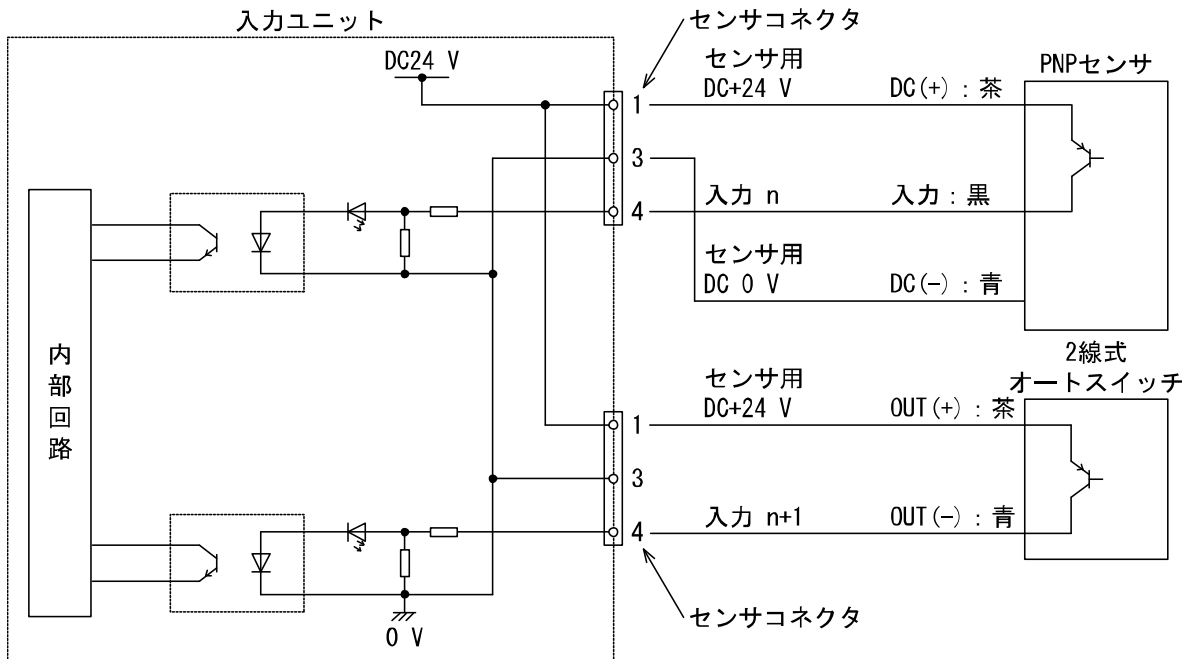 入力ユニット
センサコネクタ
DC24 V
センサ用
DC+24 V
DC(+) : 茶
PNPセンサ
1
3
4
入力 n
入力 : 黒
センサ用
DC 0 V
DC(-) : 青
内部回路
2線式
オートスイッチ
センサ用
DC+24 V
OUT(+) : 茶
1
3
4
入力 n+1
OUT(-) : 青
センサコネクタ
0 V